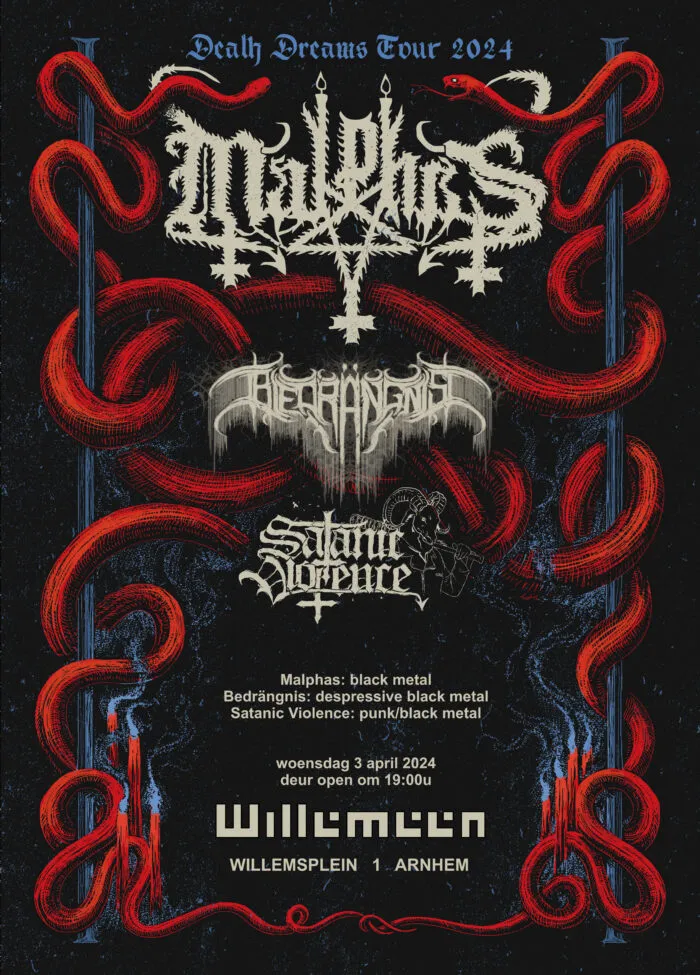 Death Dreams Tour 2024
Malphas
BEDRÄNGNIS
Satanic
Violence
Malphas: black metal
Bedrängnis: despressive black metal
Satanic Violence: punk/black metal
woensdag 3 april 2024
deur open om 19:00u
Willemeen
WILLEMSPLEIN 1 ARNHEM